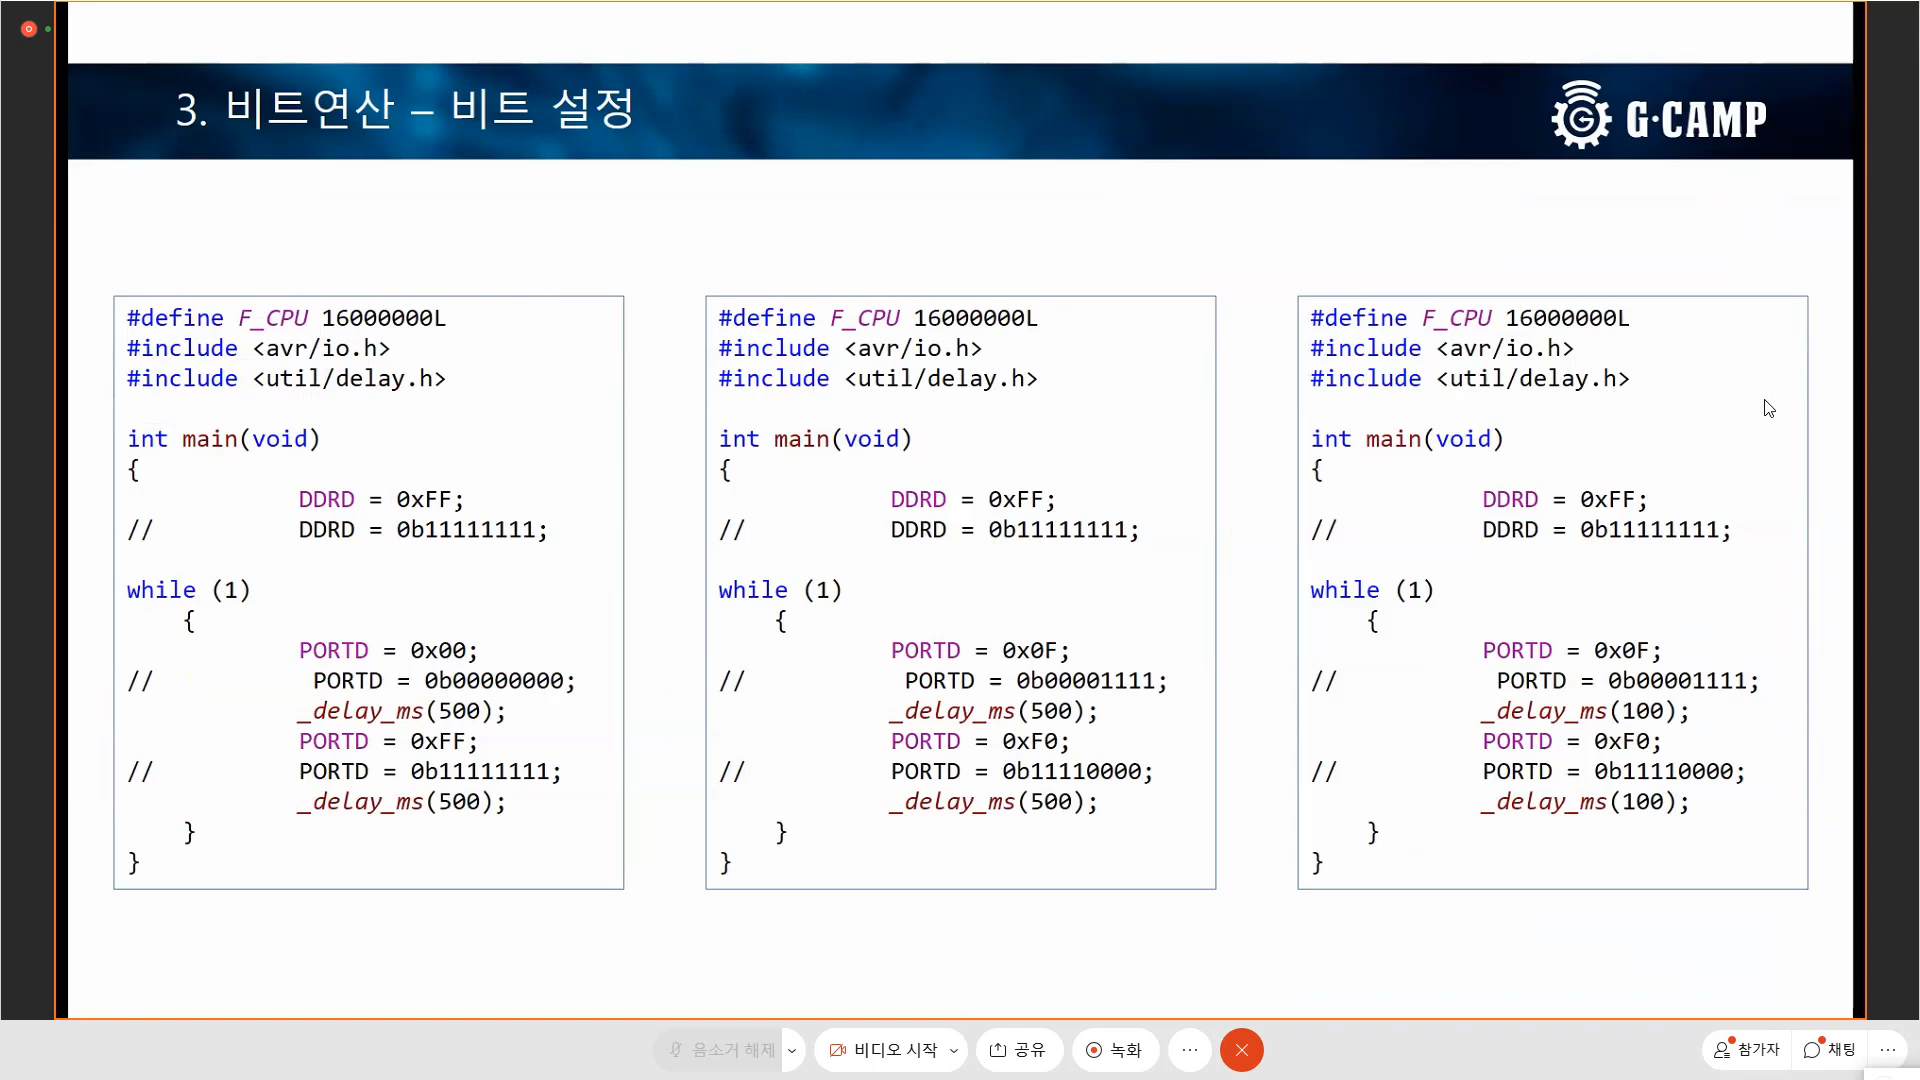 3. 비트연산 – 비트 설정
G·CAMP
#define F_CPU 16000000L
#include <avr/io.h>
#include <util/delay.h>
int main(void)
{
DDRD = 0xFF;
// DDRD = 0b11111111;
while (1)
{
PORTD = 0x00;
// PORTD = 0b00000000;
_delay_ms(500);
PORTD = 0xFF;
// PORTD = 0b11111111;
_delay_ms(500);
}
}
#define F_CPU 16000000L
#include <avr/io.h>
#include <util/delay.h>
int main(void)
{
DDRD = 0xFF;
// DDRD = 0b11111111;
while (1)
{
PORTD = 0x0F;
// PORTD = 0b00001111;
_delay_ms(500);
PORTD = 0xF0;
// PORTD = 0b11110000;
_delay_ms(500);
}
}
#define F_CPU 16000000L
#include <avr/io.h>
#include <util/delay.h>
int main(void)
{
DDRD = 0xFF;
// DDRD = 0b11111111;
while (1)
{
PORTD = 0x0F;
// PORTD = 0b00001111;
_delay_ms(100);
PORTD = 0xF0;
// PORTD = 0b11110000;
_delay_ms(100);
}
}
음소거 해제 비디오 시작 공유 녹화 ··· 참가자 채팅 ···